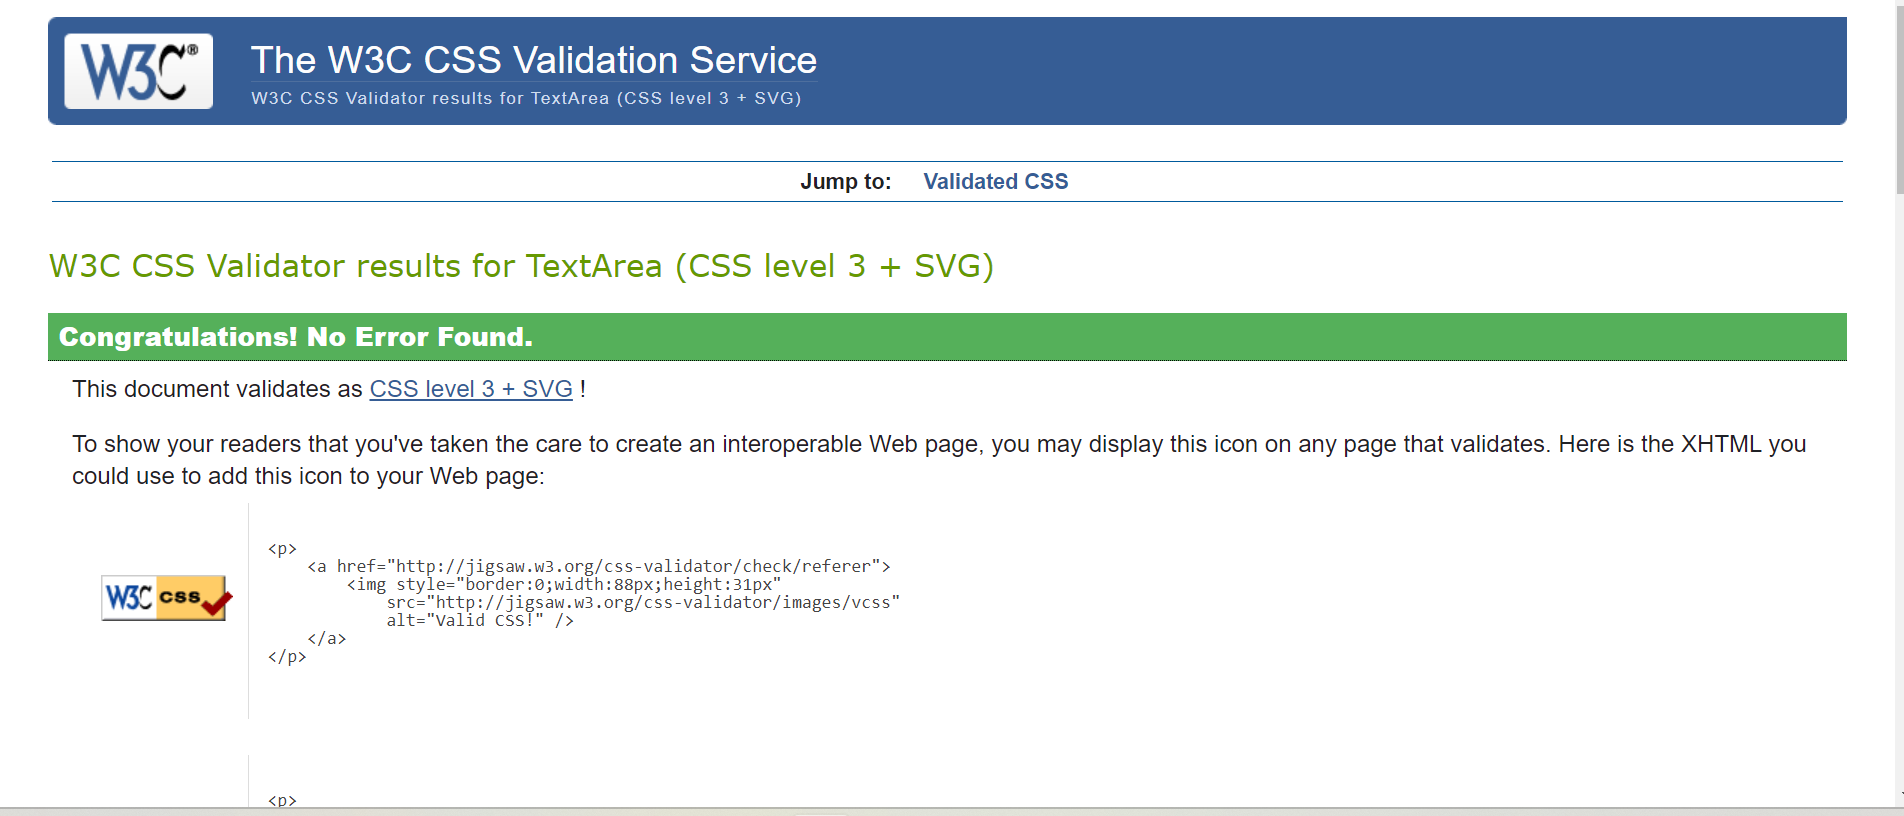 W3C®
The W3C CSS Validation Service
W3C CSS Validator results for TextArea (CSS level 3 + SVG)
Jump to: Validated CSS
W3C CSS Validator results for TextArea (CSS level 3 + SVG)
Congratulations! No Error Found.
This document validates as CSS level 3 + SVG !
To show your readers that you've taken the care to create an interoperable Web page, you may display this icon on any page that validates. Here is the XHTML you
could use to add this icon to your Web page:
W3C css
<p>
    <a href="http://jigsaw.w3.org/css-validator/check/referer">
        <img style="border:0;width:88px;height:31px"
            src="http://jigsaw.w3.org/css-validator/images/vcss"
            alt="Valid CSS!" />
    </a>
</p>
<p>